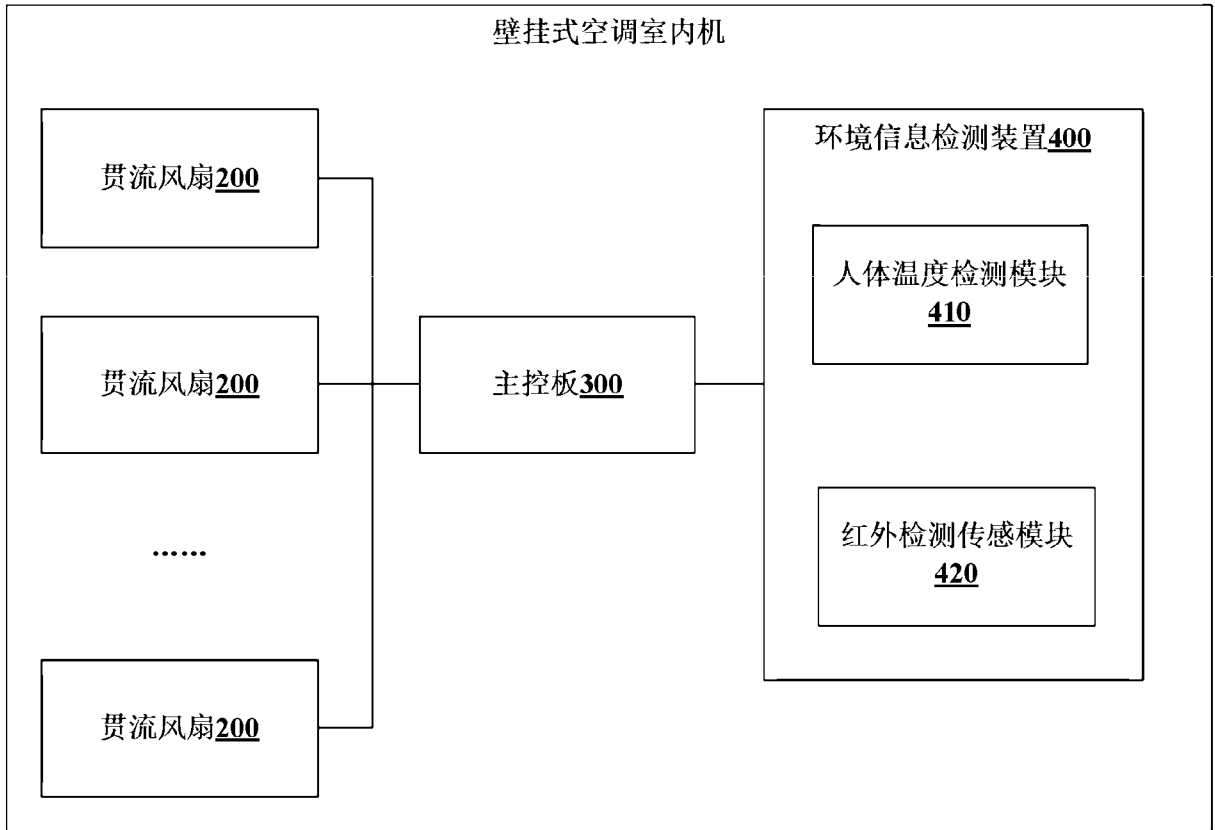 壁挂式空调室内机
贯流风扇200
贯流风扇200
……
贯流风扇200
主控板300
环境信息检测装置400
人体温度检测模块
410
红外检测传感模块
420